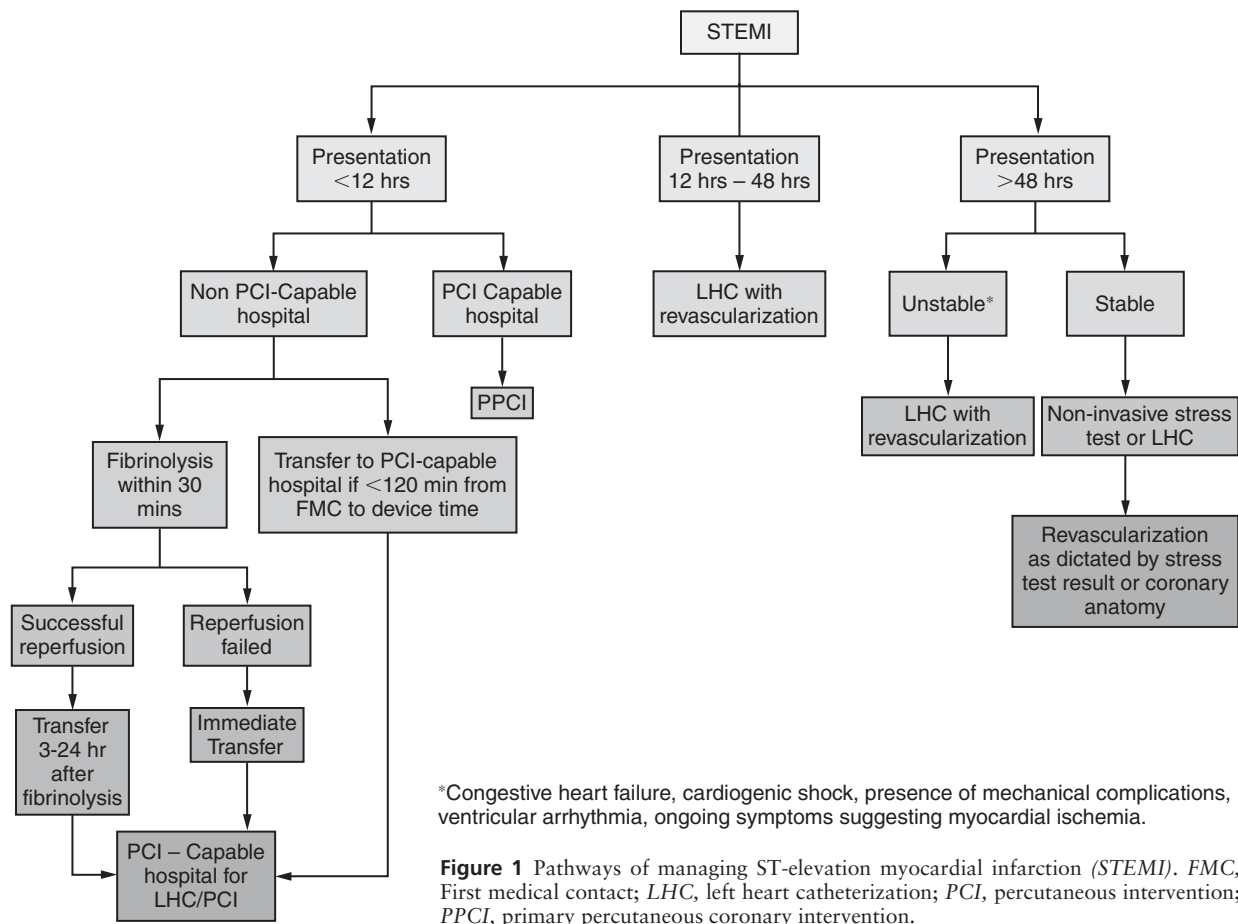 STEMI
Presentation
<12 hrs
Presentation
12 hrs – 48 hrs
Presentation
>48 hrs
Non PCI-Capable
hospital
PCI Capable
hospital
LHC with
revascularization
Unstable*
Stable
PPCI
LHC with
revascularization
Non-invasive stress
test or LHC
Fibrinolysis
within 30
mins
Transfer to PCI-capable
hospital if <120 min from
FMC to device time
Revascularization
as dictated by stress
test result or coronary
anatomy
Successful
reperfusion
Reperfusion
failed
Transfer
3-24 hr
after
fibrinolysis
Immediate
Transfer
PCI – Capable
hospital for
LHC/PCI
*Congestive heart failure, cardiogenic shock, presence of mechanical complications,
ventricular arrhythmia, ongoing symptoms suggesting myocardial ischemia.
Figure 1 Pathways of managing ST-elevation myocardial infarction (STEMI). FMC,
First medical contact; LHC, left heart catheterization; PCI, percutaneous intervention;
PPCI, primary percutaneous coronary intervention.